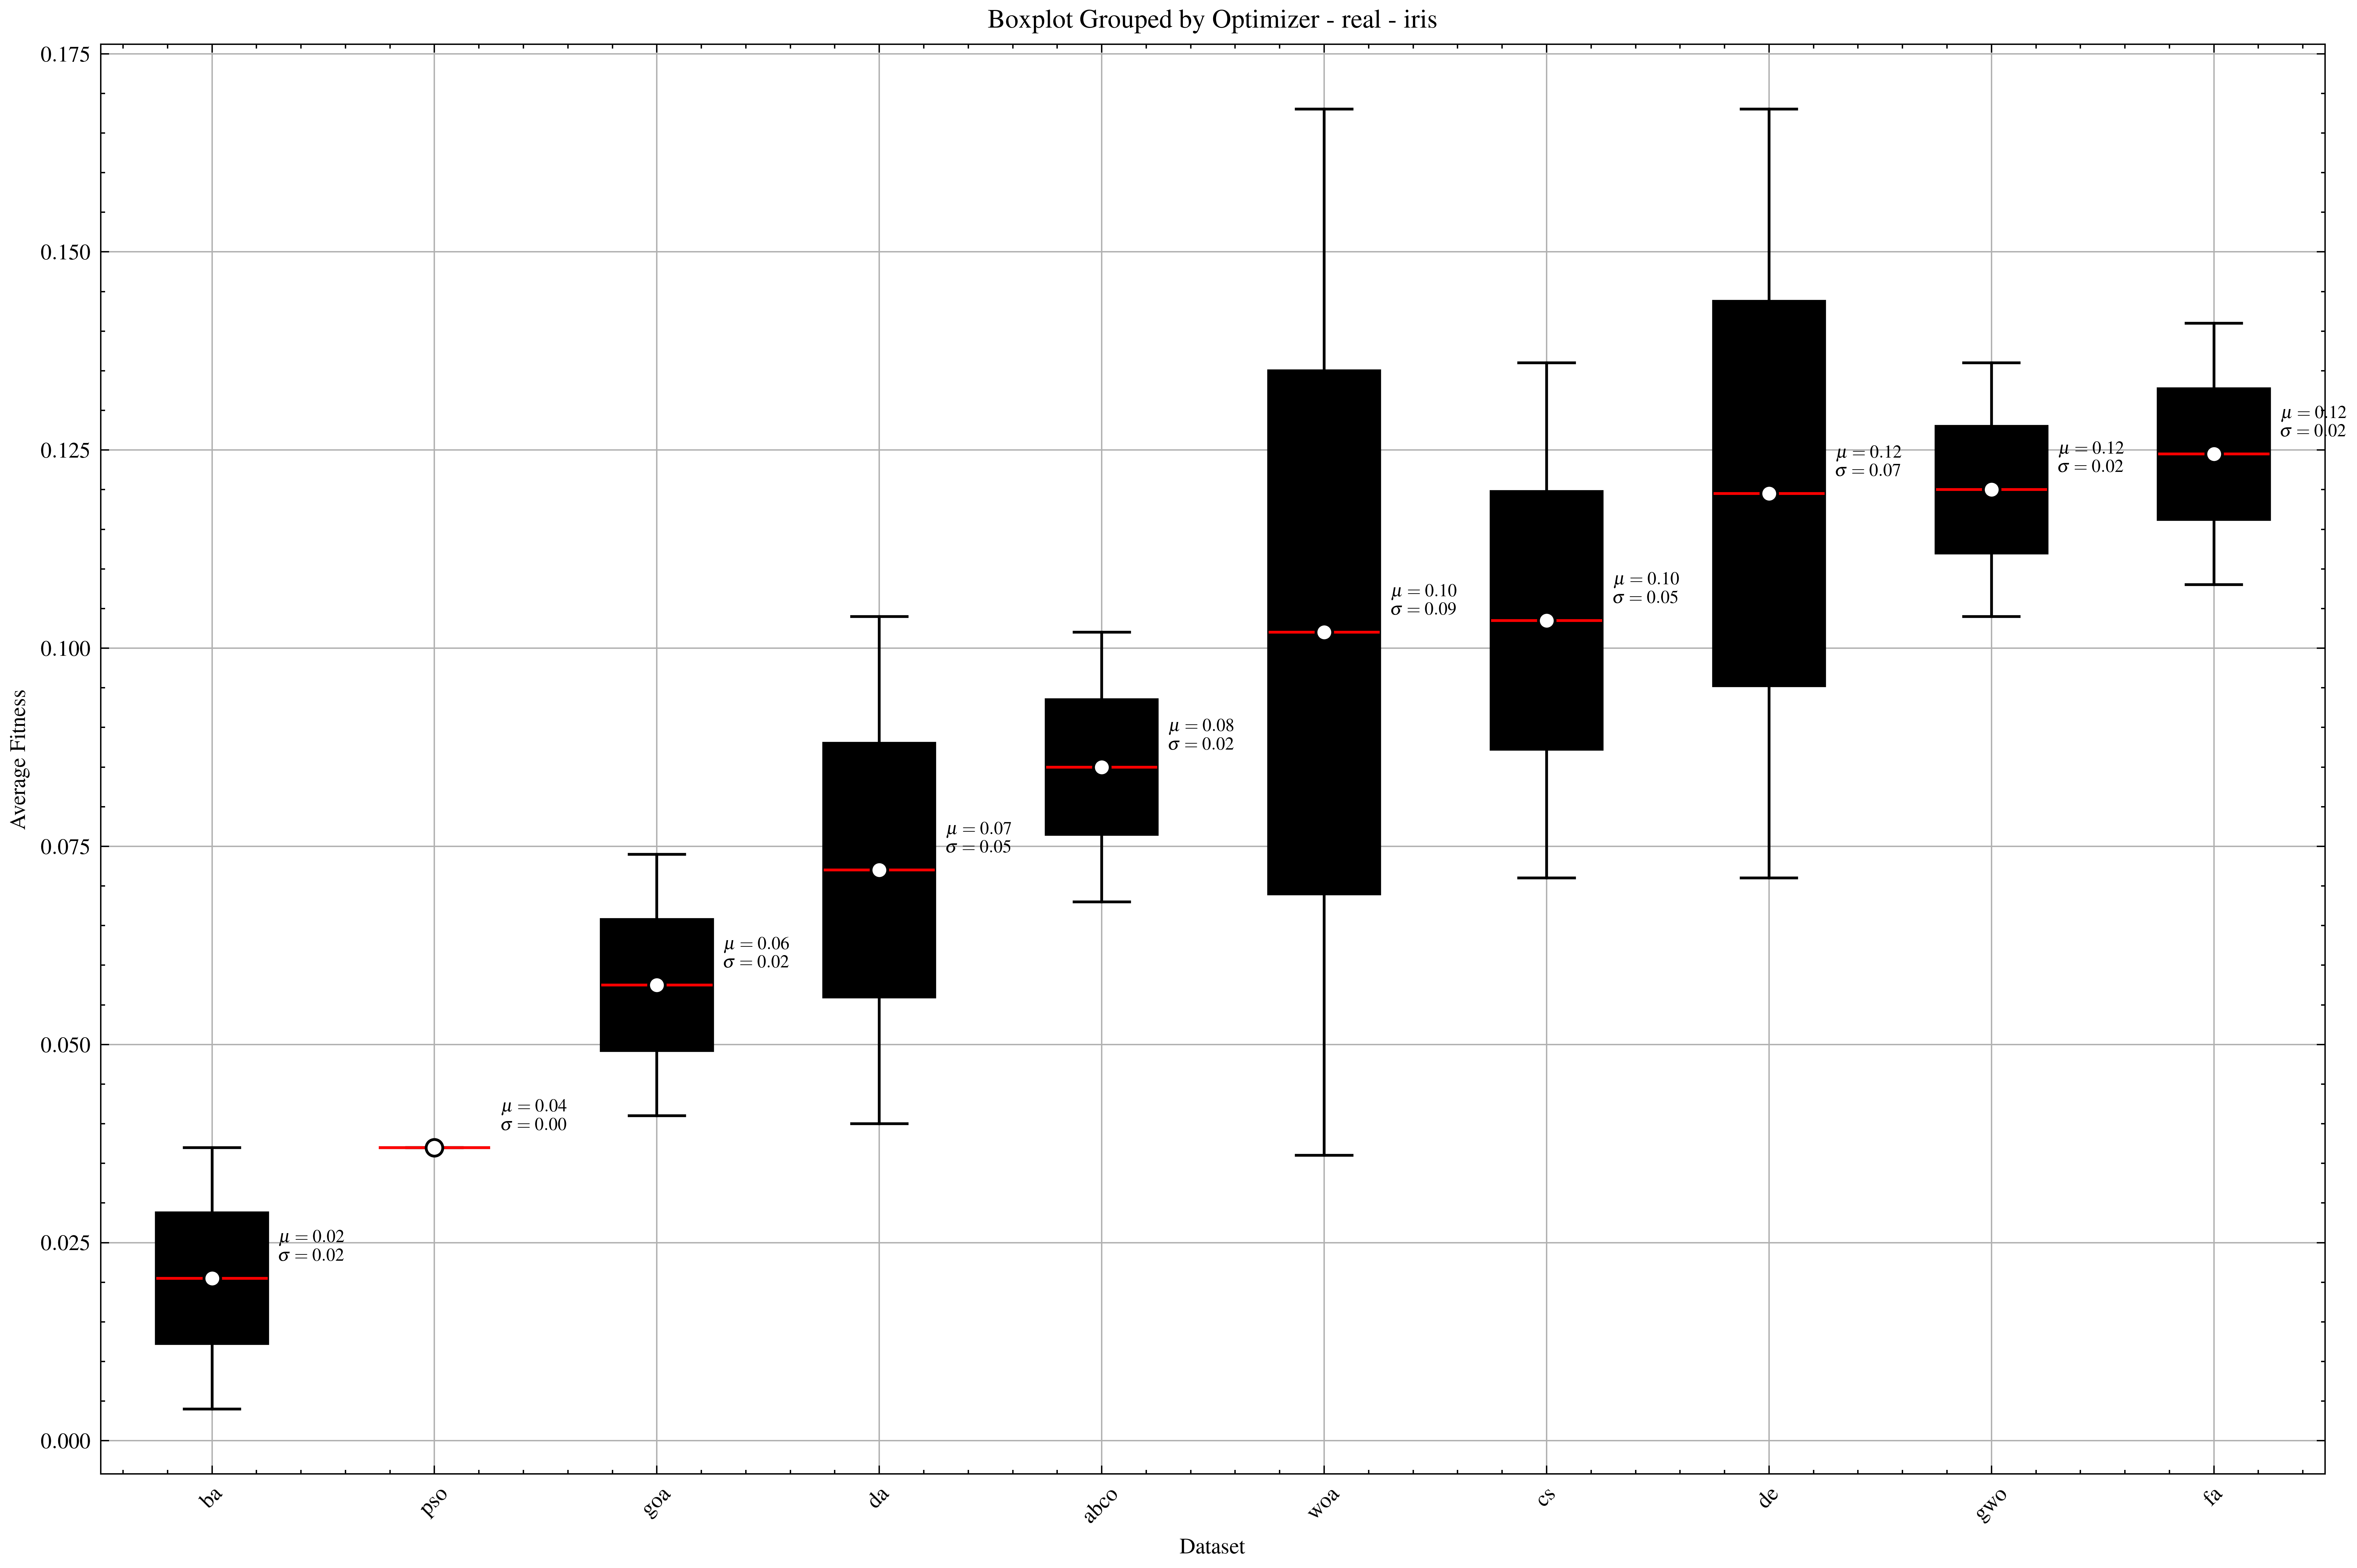 Boxplot Grouped by Optimizer - real - iris
0.175
0.150
0.125
0.100
0.075
0.050
0.025
0.000
Average Fitness
μ = 0.02
σ = 0.02
μ = 0.04
σ = 0.00
μ = 0.06
σ = 0.02
μ = 0.07
σ = 0.05
μ = 0.08
σ = 0.02
μ = 0.10
σ = 0.09
μ = 0.10
σ = 0.05
μ = 0.12
σ = 0.07
μ = 0.12
σ = 0.02
μ = 0.12
σ = 0.02
ba
pso
goa
da
abco
woa
cs
de
gwo
fa
Dataset